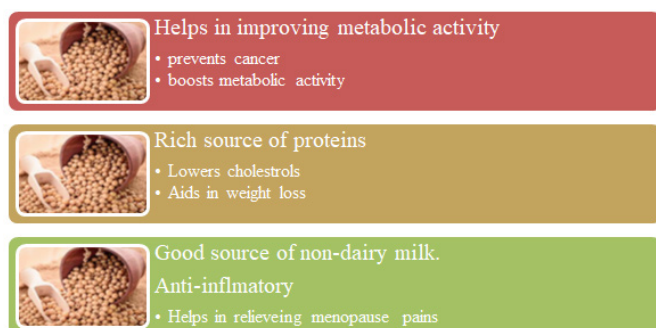 Helps in improving metabolic activity
• prevents cancer
• boosts metabolic activity
Rich source of proteins
• Lowers cholestrols
• Aids in weight loss
Good source of non-dairy milk.
Anti-inflmatory
• Helps in relieveing menopause pains